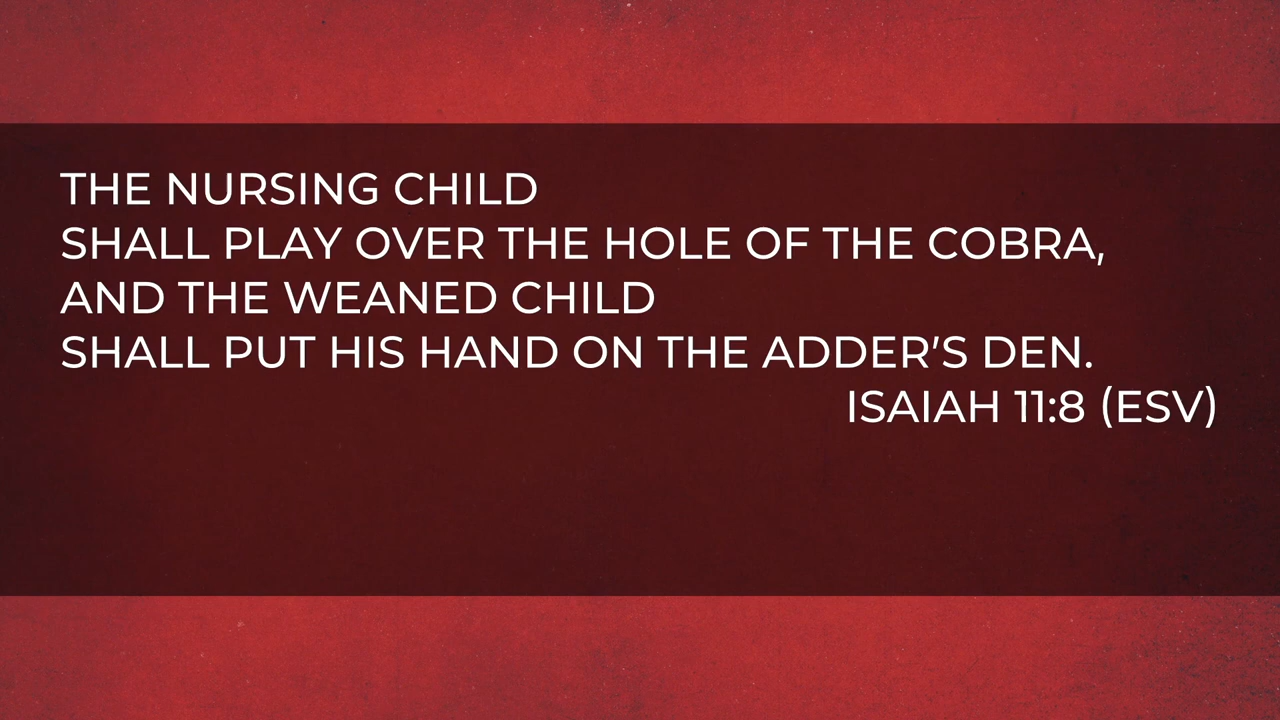 THE NURSING CHILD
SHALL PLAY OVER THE HOLE OF THE COBRA,
AND THE WEANED CHILD
SHALL PUT HIS HAND ON THE ADDER’S DEN.
ISAIAH 11:8 (ESV)